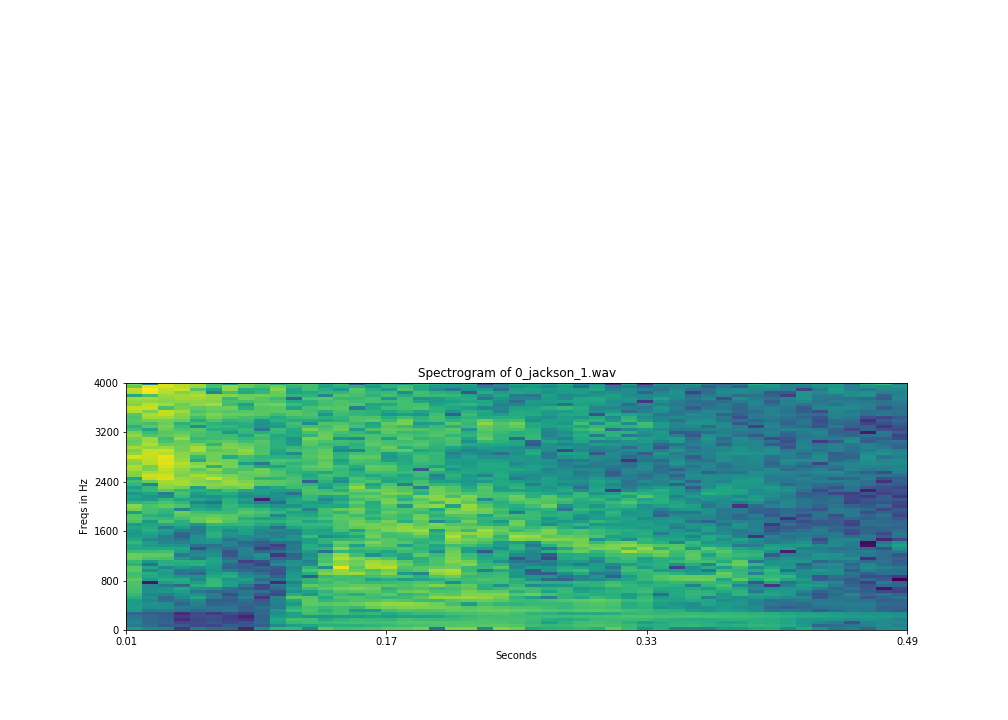 Spectrogram of 0_jackson_1.wav
4000
3200
2400
1600
800
0
Freqs in Hz
0.01 0.17 0.33 0.49
Seconds